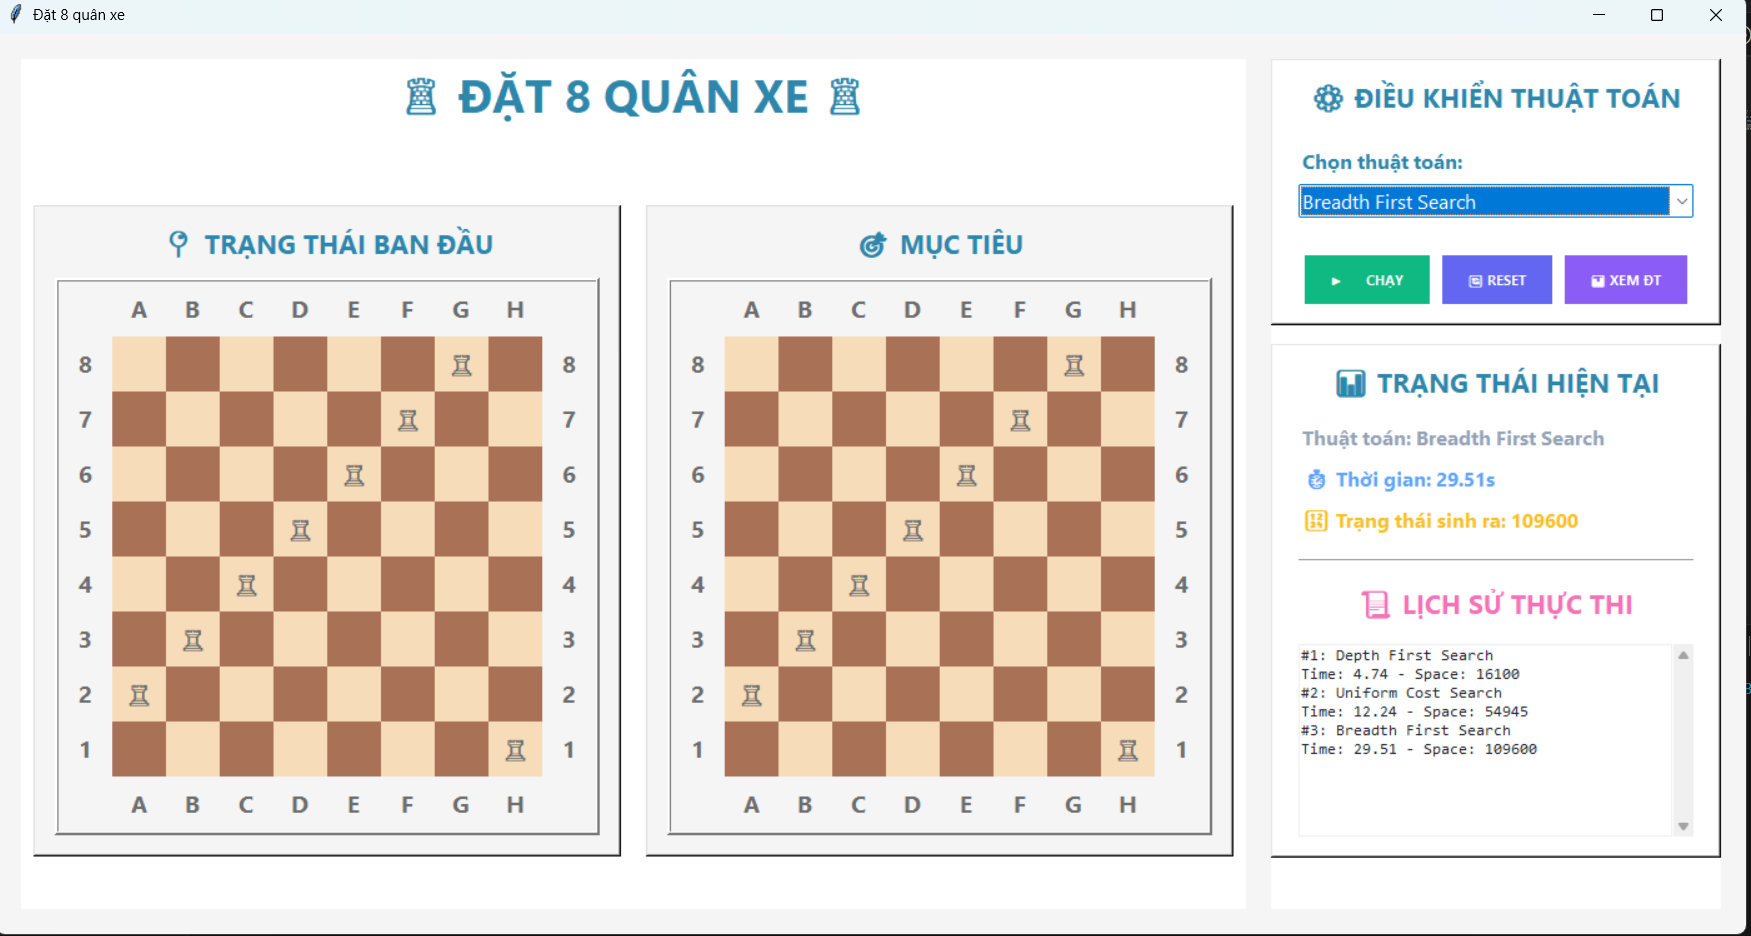 Đặt 8 quân xe
ĐẶT 8 QUÂN XE
TRẠNG THÁI BAN ĐẦU
A B C D E F G H
8 8
7 7
6 6
5 5
4 4
3 3
2 2
1 1
A B C D E F G H
MỤC TIÊU
A B C D E F G H
8 8
7 7
6 6
5 5
4 4
3 3
2 2
1 1
A B C D E F G H
ĐIỀU KHIỂN THUẬT TOÁN
Chọn thuật toán:
Breadth First Search
CHẠY
RESET
XEM ĐT
TRẠNG THÁI HIỆN TẠI
Thuật toán: Breadth First Search
Thời gian: 29.51s
Trạng thái sinh ra: 109600
LỊCH SỬ THỰC THI
#1: Depth First Search
Time: 4.74 - Space: 16100
#2: Uniform Cost Search
Time: 12.24 - Space: 54945
#3: Breadth First Search
Time: 29.51 - Space: 109600